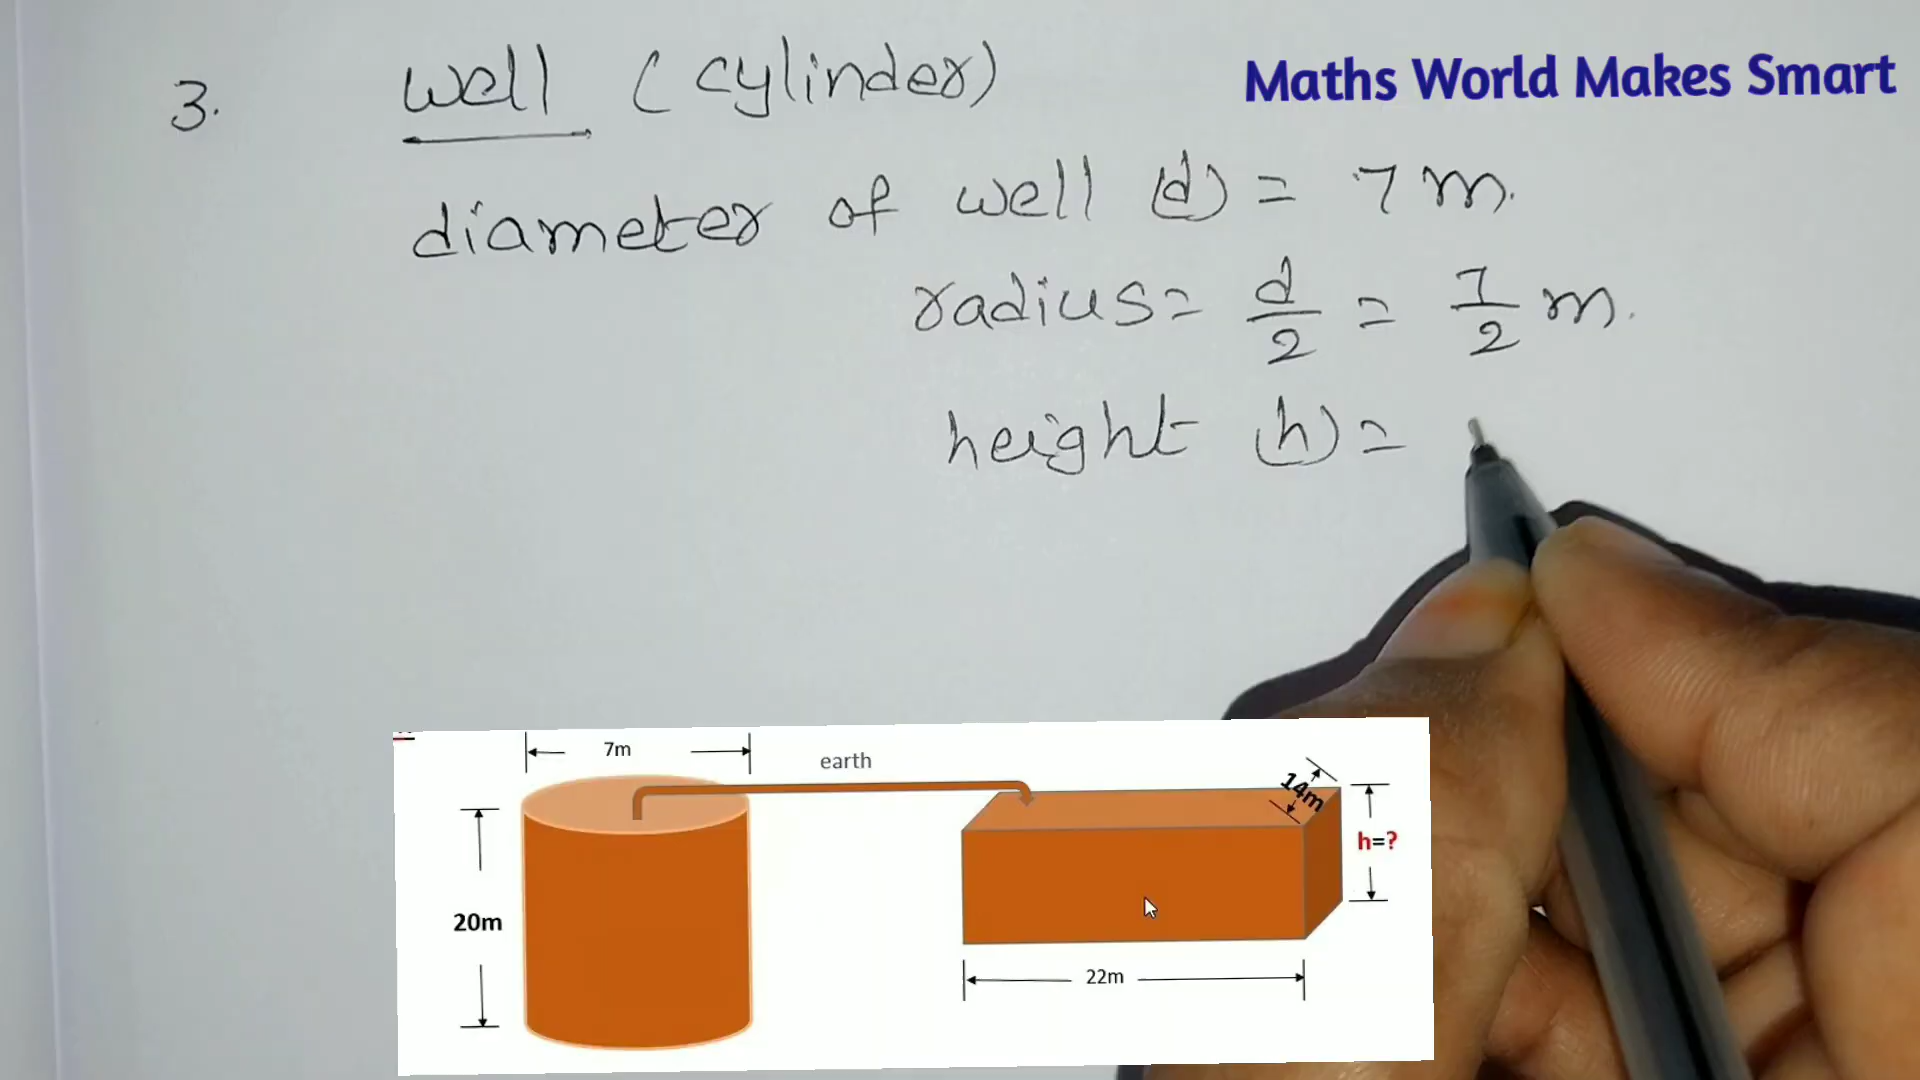 Maths World Makes Smart
3. well (cylinder)
diameter of well (d) = 7 m.
radius = d/2 = 7/2 m.
height (h) =
7m
earth
14m
h=?
20m
22m